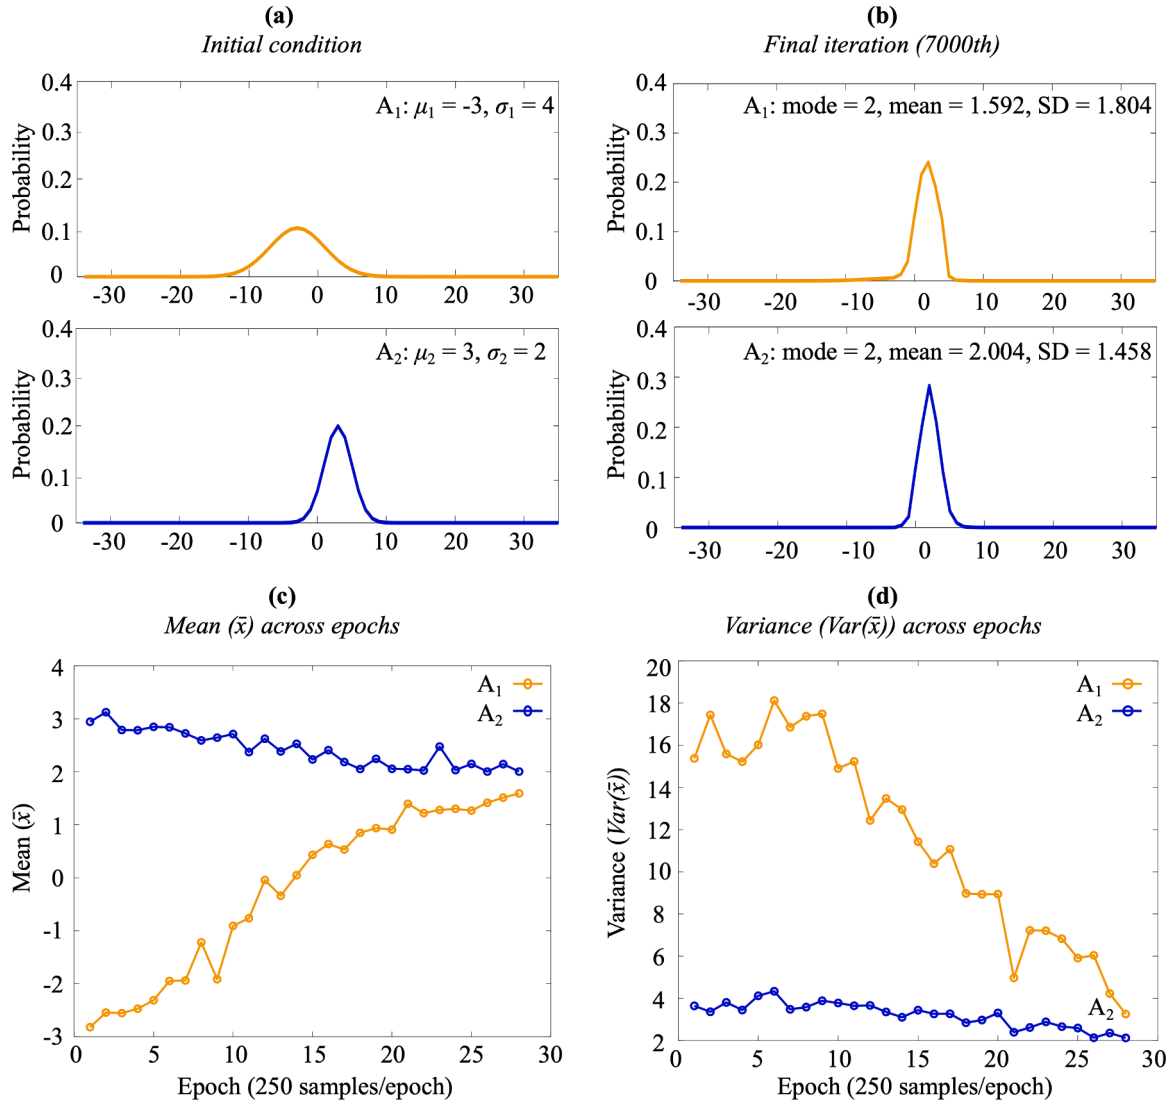 (a)
Initial condition
0.4
0.3
0.2
0.1
0
Probability
A₁: μ₁ = -3, σ₁ = 4
-30 -20 -10 0 10 20 30
0.4
0.3
0.2
0.1
0
Probability
A₂: μ₂ = 3, σ₂ = 2
-30 -20 -10 0 10 20 30
(b)
Final iteration (7000th)
0.4
0.3
0.2
0.1
0
Probability
A₁: mode = 2, mean = 1.592, SD = 1.804
-30 -20 -10 0 10 20 30
0.4
0.3
0.2
0.1
0
Probability
A₂: mode = 2, mean = 2.004, SD = 1.458
-30 -20 -10 0 10 20 30
(c)
Mean (x̄) across epochs
4
3
2
1
0
-1
-2
-3
Mean (x̄)
A₁
A₂
0 5 10 15 20 25 30
Epoch (250 samples/epoch)
(d)
Variance (Var(x̄)) across epochs
20
18
16
14
12
10
8
6
4
2
Variance (Var(x̄))
A₁
A₂
A₂
0 5 10 15 20 25 30
Epoch (250 samples/epoch)